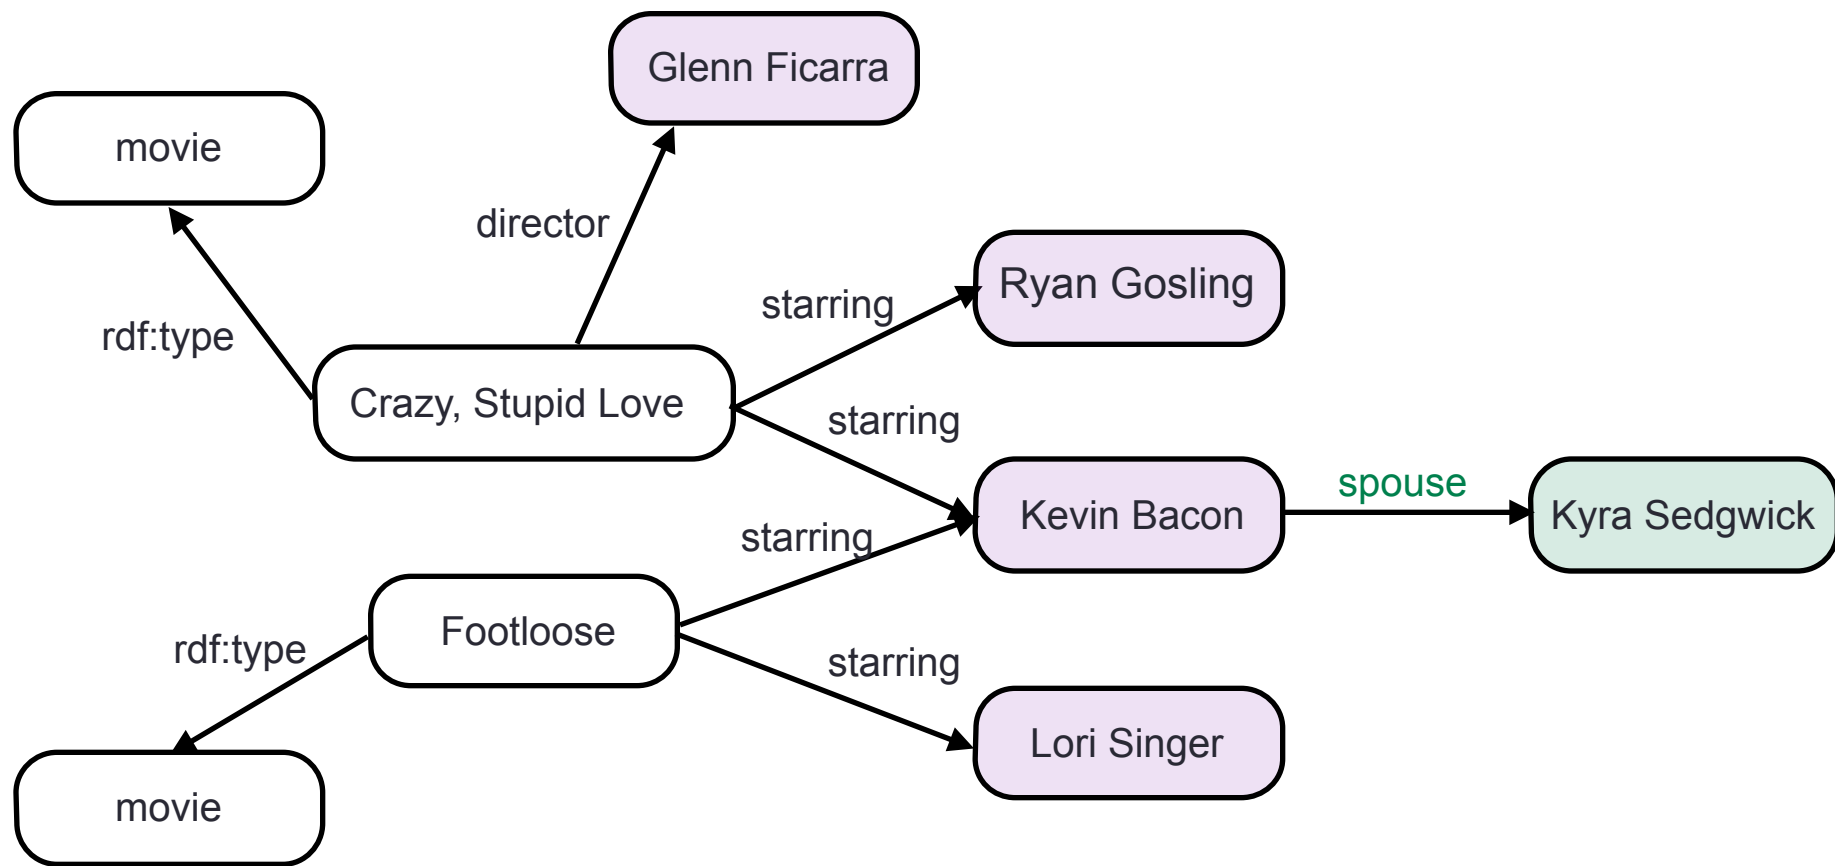 Glenn Ficarra
movie
director
Ryan Gosling
starring
rdf:type
Crazy, Stupid Love
starring
spouse
Kevin Bacon
Kyra Sedgwick
starring
Footloose
rdf:type
starring
Lori Singer
movie